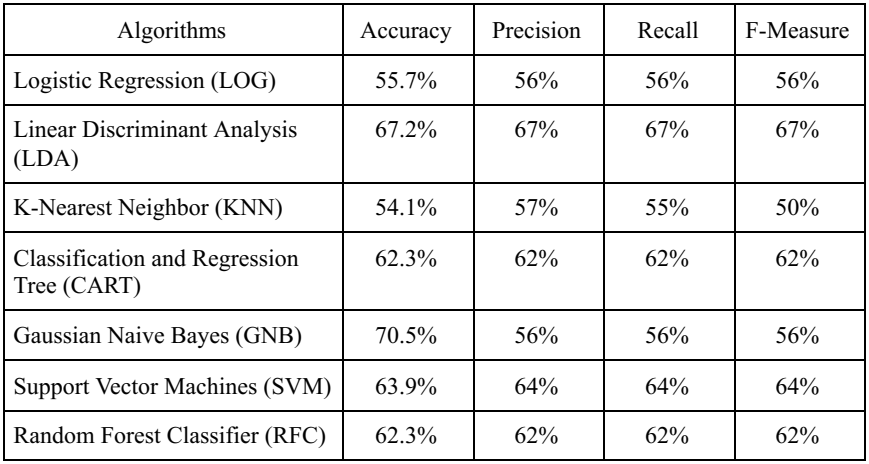 Algorithms Accuracy Precision Recall F-Measure
Logistic Regression (LOG) 55.7% 56% 56% 56%
Linear Discriminant Analysis 67.2% 67% 67% 67%
(LDA)
K-Nearest Neighbor (KNN) 54.1% 57% 55% 50%
Classification and Regression 62.3% 62% 62% 62%
Tree (CART)
Gaussian Naive Bayes (GNB) 70.5% 56% 56% 56%
Support Vector Machines (SVM) 63.9% 64% 64% 64%
Random Forest Classifier (RFC) 62.3% 62% 62% 62%